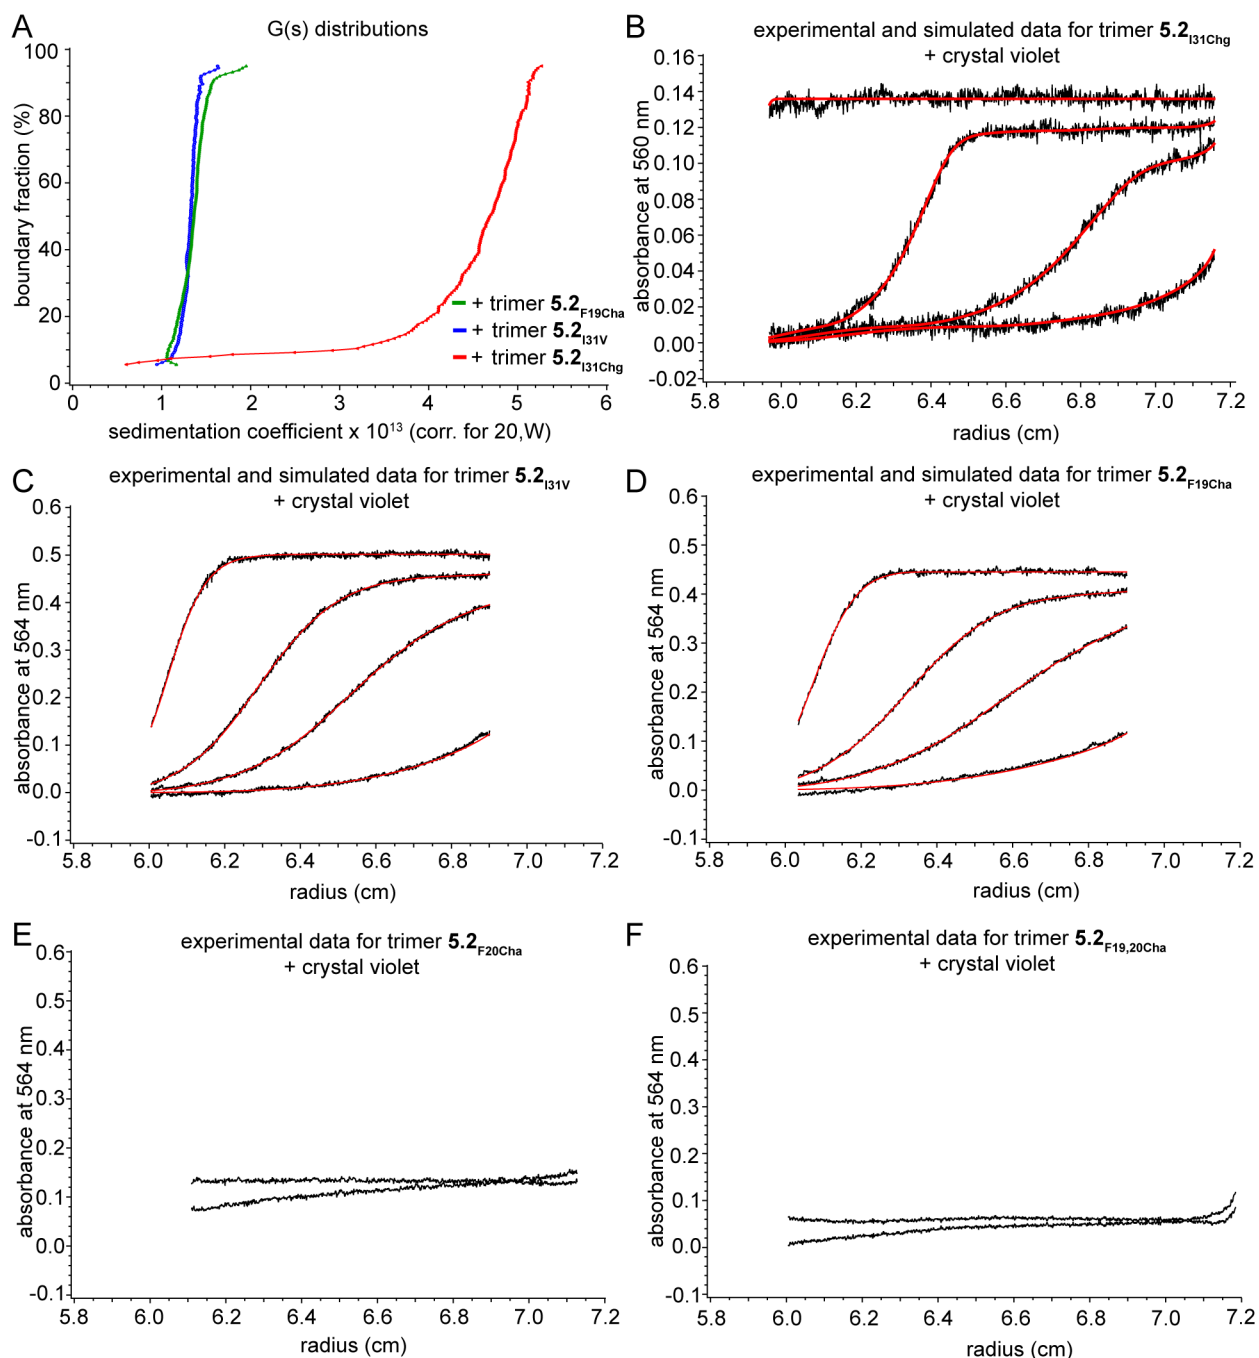 A
G(s) distributions
100
80
60
40
20
0
boundary fraction (%)
+ trimer 5.2F19Cha
+ trimer 5.2I31V
+ trimer 5.2I31Chg
0 1 2 3 4 5 6
sedimentation coefficient x 10¹³ (corr. for 20,W)
B
experimental and simulated data for trimer 5.2I31Chg
+ crystal violet
0.16
0.14
0.12
0.10
0.08
0.06
0.04
0.02
0.00
-0.02
absorbance at 560 nm
5.8 6.0 6.2 6.4 6.6 6.8 7.0 7.2
radius (cm)
C
experimental and simulated data for trimer 5.2I31V
+ crystal violet
0.6
0.5
0.4
0.3
0.2
0.1
0.0
-0.1
absorbance at 564 nm
5.8 6.0 6.2 6.4 6.6 6.8 7.0 7.2
radius (cm)
D
experimental and simulated data for trimer 5.2F19Cha
+ crystal violet
0.6
0.5
0.4
0.3
0.2
0.1
0.0
-0.1
absorbance at 564 nm
5.8 6.0 6.2 6.4 6.6 6.8 7.0 7.2
radius (cm)
E
experimental data for trimer 5.2F20Cha
+ crystal violet
0.6
0.5
0.4
0.3
0.2
0.1
0.0
-0.1
absorbance at 564 nm
5.8 6.0 6.2 6.4 6.6 6.8 7.0 7.2
radius (cm)
F
experimental data for trimer 5.2F19,20Cha
+ crystal violet
0.6
0.5
0.4
0.3
0.2
0.1
0.0
-0.1
absorbance at 564 nm
5.8 6.0 6.2 6.4 6.6 6.8 7.0 7.2
radius (cm)